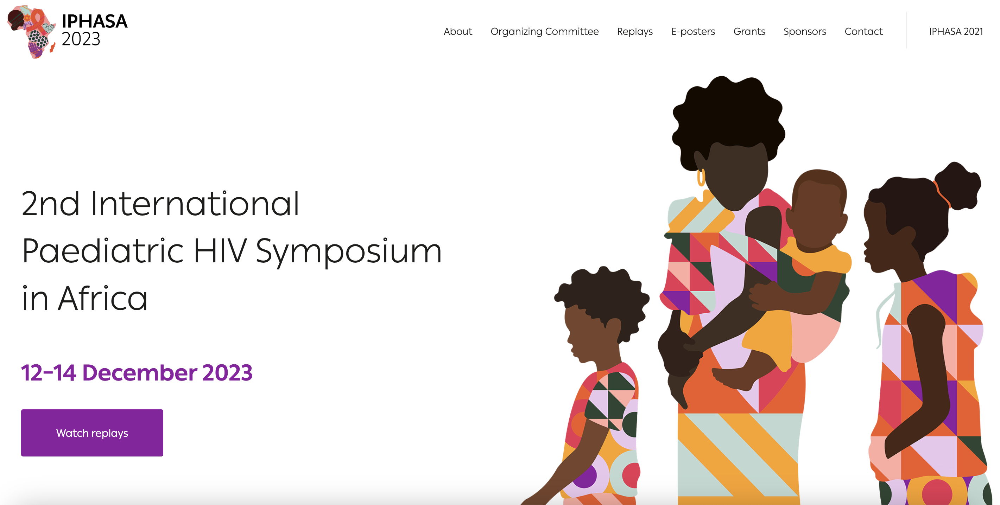 IPHASA
2023
About Organizing Committee Replays E-posters Grants Sponsors Contact IPHASA 2021
2nd International
Paediatric HIV Symposium
in Africa
12–14 December 2023
Watch replays